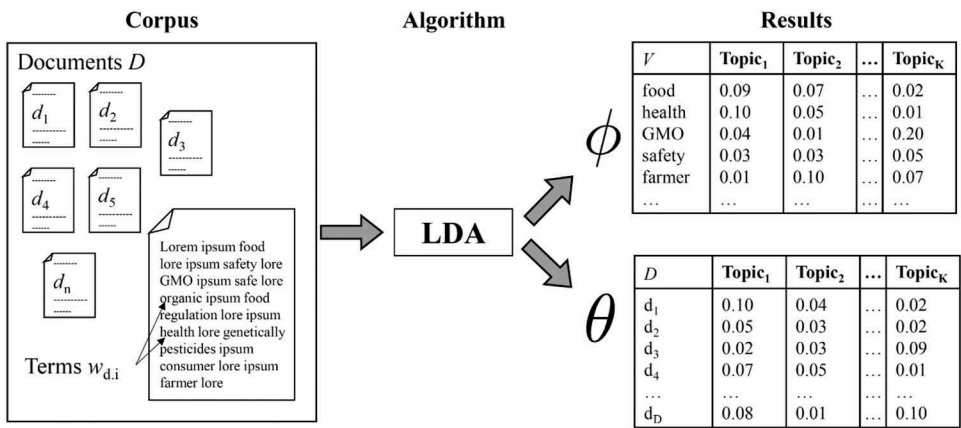 Corpus
Algorithm
Results
Documents D
d1
d2
d3
d4
d5
dn
Lorem ipsum food
lore ipsum safety lore
GMO ipsum safe lore
organic ipsum food
regulation lore ipsum
health lore genetically
pesticides ipsum
consumer lore ipsum
farmer lore
Terms wd.i
LDA
ϕ
V Topic1 Topic2 ... TopicK
food 0.09 0.07 ... 0.02
health 0.10 0.05 ... 0.01
GMO 0.04 0.01 ... 0.20
safety 0.03 0.03 ... 0.05
farmer 0.01 0.10 ... 0.07
... ... ... ... ...
θ
D Topic1 Topic2 ... TopicK
d1 0.10 0.04 ... 0.02
d2 0.05 0.03 ... 0.02
d3 0.02 0.03 ... 0.09
d4 0.07 0.05 ... 0.01
... ... ... ... ...
dD 0.08 0.01 ... 0.10